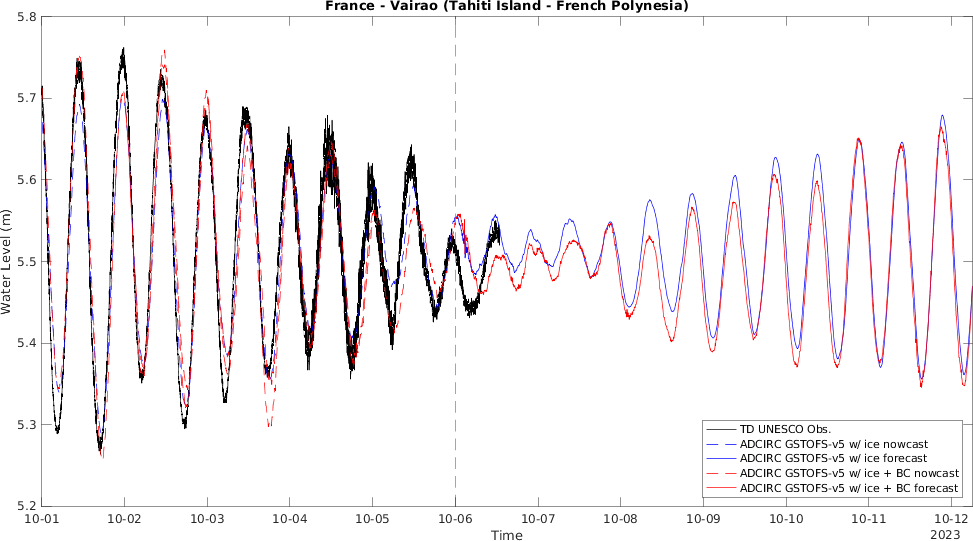 France - Vairao (Tahiti Island - French Polynesia)
5.8
5.7
5.6
5.5
5.4
5.3
5.2
Water Level (m)
TD UNESCO Obs.
ADCIRC GSTOFS-v5 w/ ice nowcast
ADCIRC GSTOFS-v5 w/ ice forecast
ADCIRC GSTOFS-v5 w/ ice + BC nowcast
ADCIRC GSTOFS-v5 w/ ice + BC forecast
10-01 10-02 10-03 10-04 10-05 10-06 10-07 10-08 10-09 10-10 10-11 10-12
2023
Time